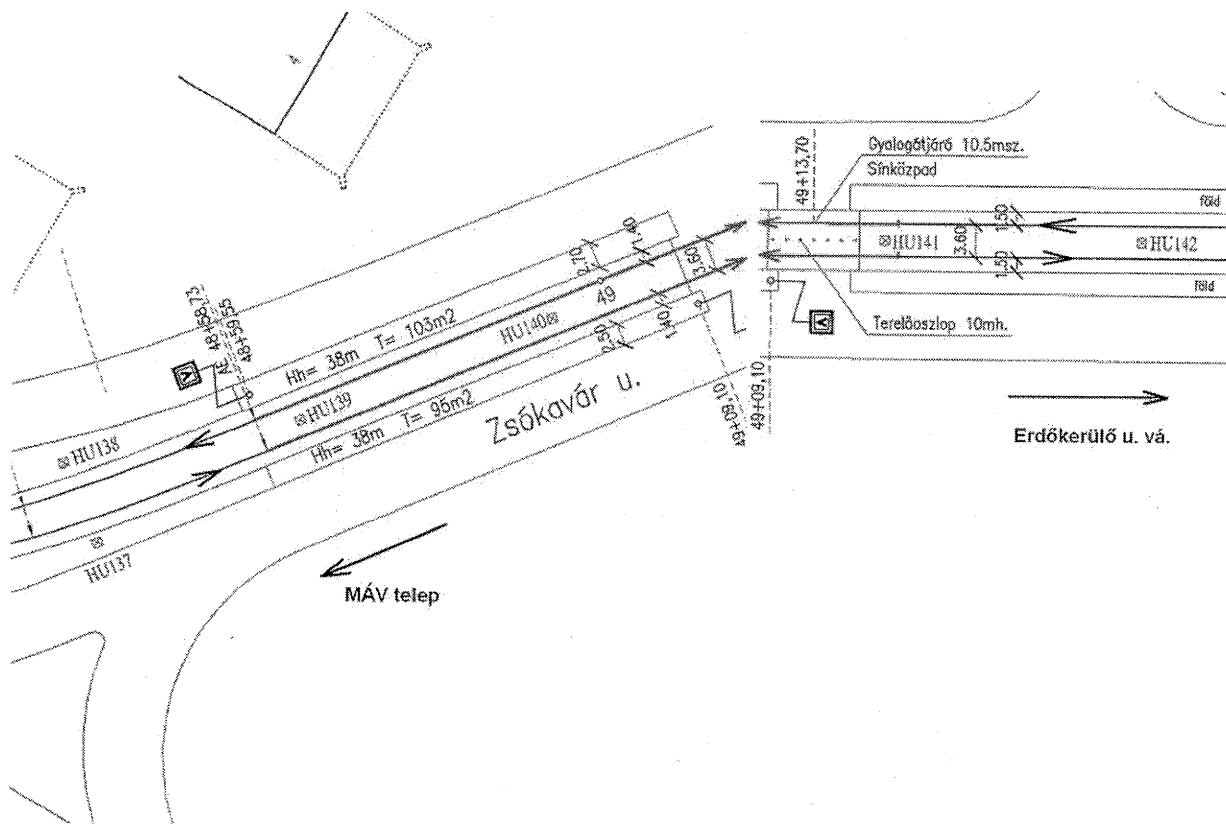 4
49+13,70
Gyalogátjáró 10.5msz.
Sínközpad
föld
1.50
3.60
HU141
HU142
1.50
föld
Terelőoszlop 10mh.
49+09,10
49+09,10
V
Erdőkerülő u. vá.
2.70
1.40
3.60
49
HU140
Hh= 38m T= 103m2
HU139
Hh= 38m T= 95m2
2.50
1.40
AE 48+58,73
48+59,55
V
HU138
HU137
Zsókavár u.
MÁV telep